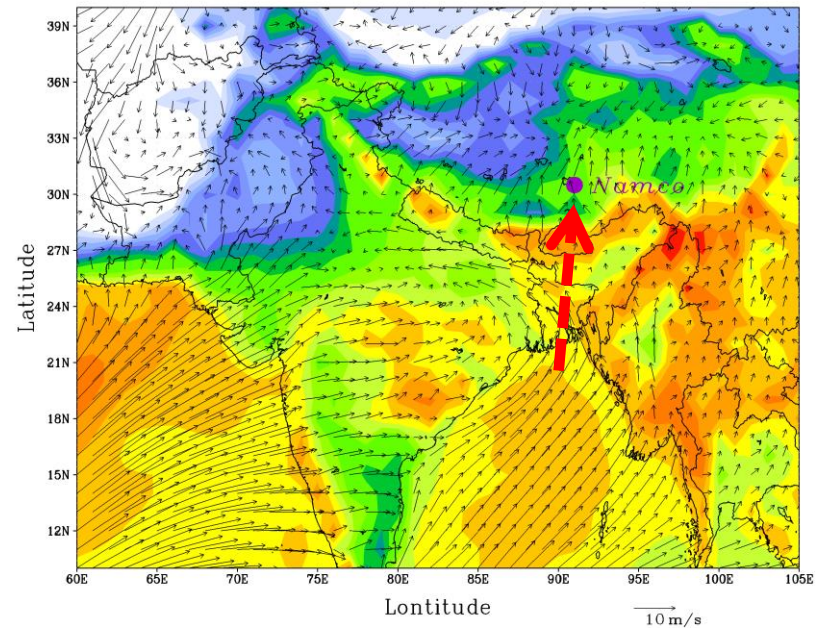 39N
36N
33N
30N
27N
24N
21N
18N
15N
12N
Latitude
Namco
60E 65E 70E 75E 80E 85E 90E 95E 100E 105E
Lontitude
10 m/s